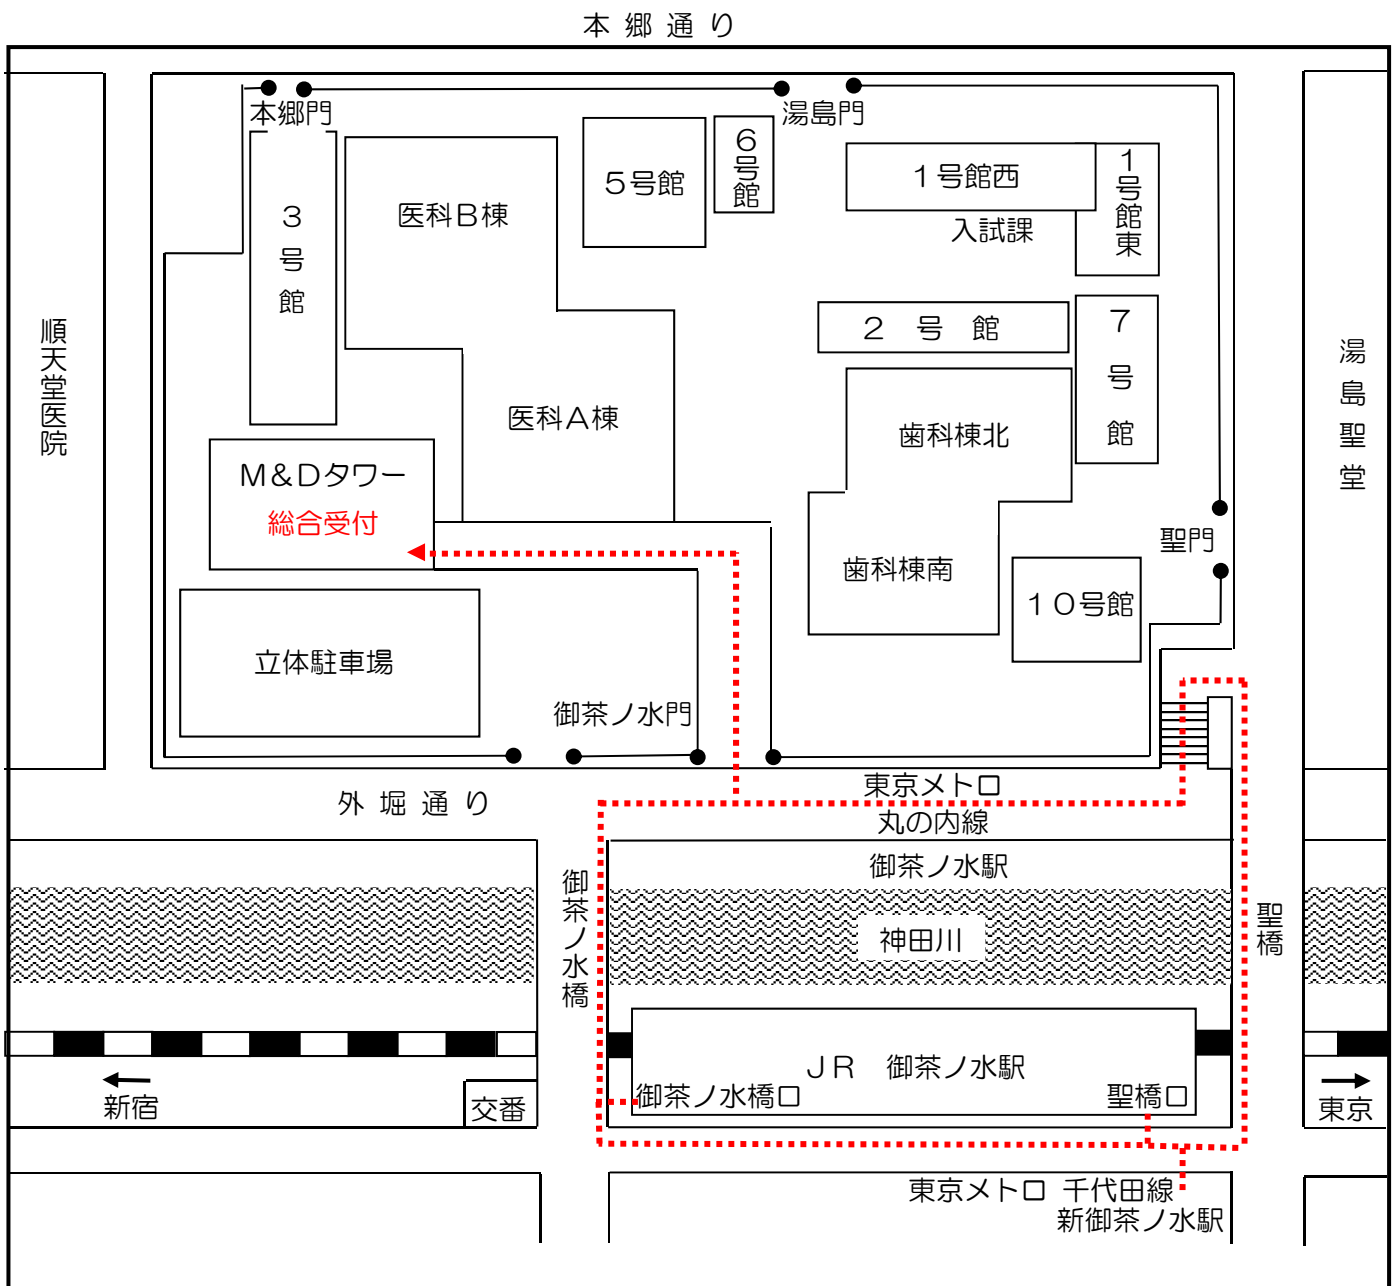 本郷通り
本郷門
湯島門
5号館
6号館
1号館西
1号館東
入試課
3号館
医科B棟
2号館
7号館
順天堂医院
湯島聖堂
医科A棟
歯科棟北
M&Dタワー
総合受付
聖門
歯科棟南
10号館
立体駐車場
御茶ノ水門
外堀通り
東京メトロ
丸の内線
御茶ノ水駅
御茶ノ水橋
神田川
聖橋
JR 御茶ノ水駅
御茶ノ水橋口
聖橋口
新宿
交番
東京
東京メトロ 千代田線
新御茶ノ水駅